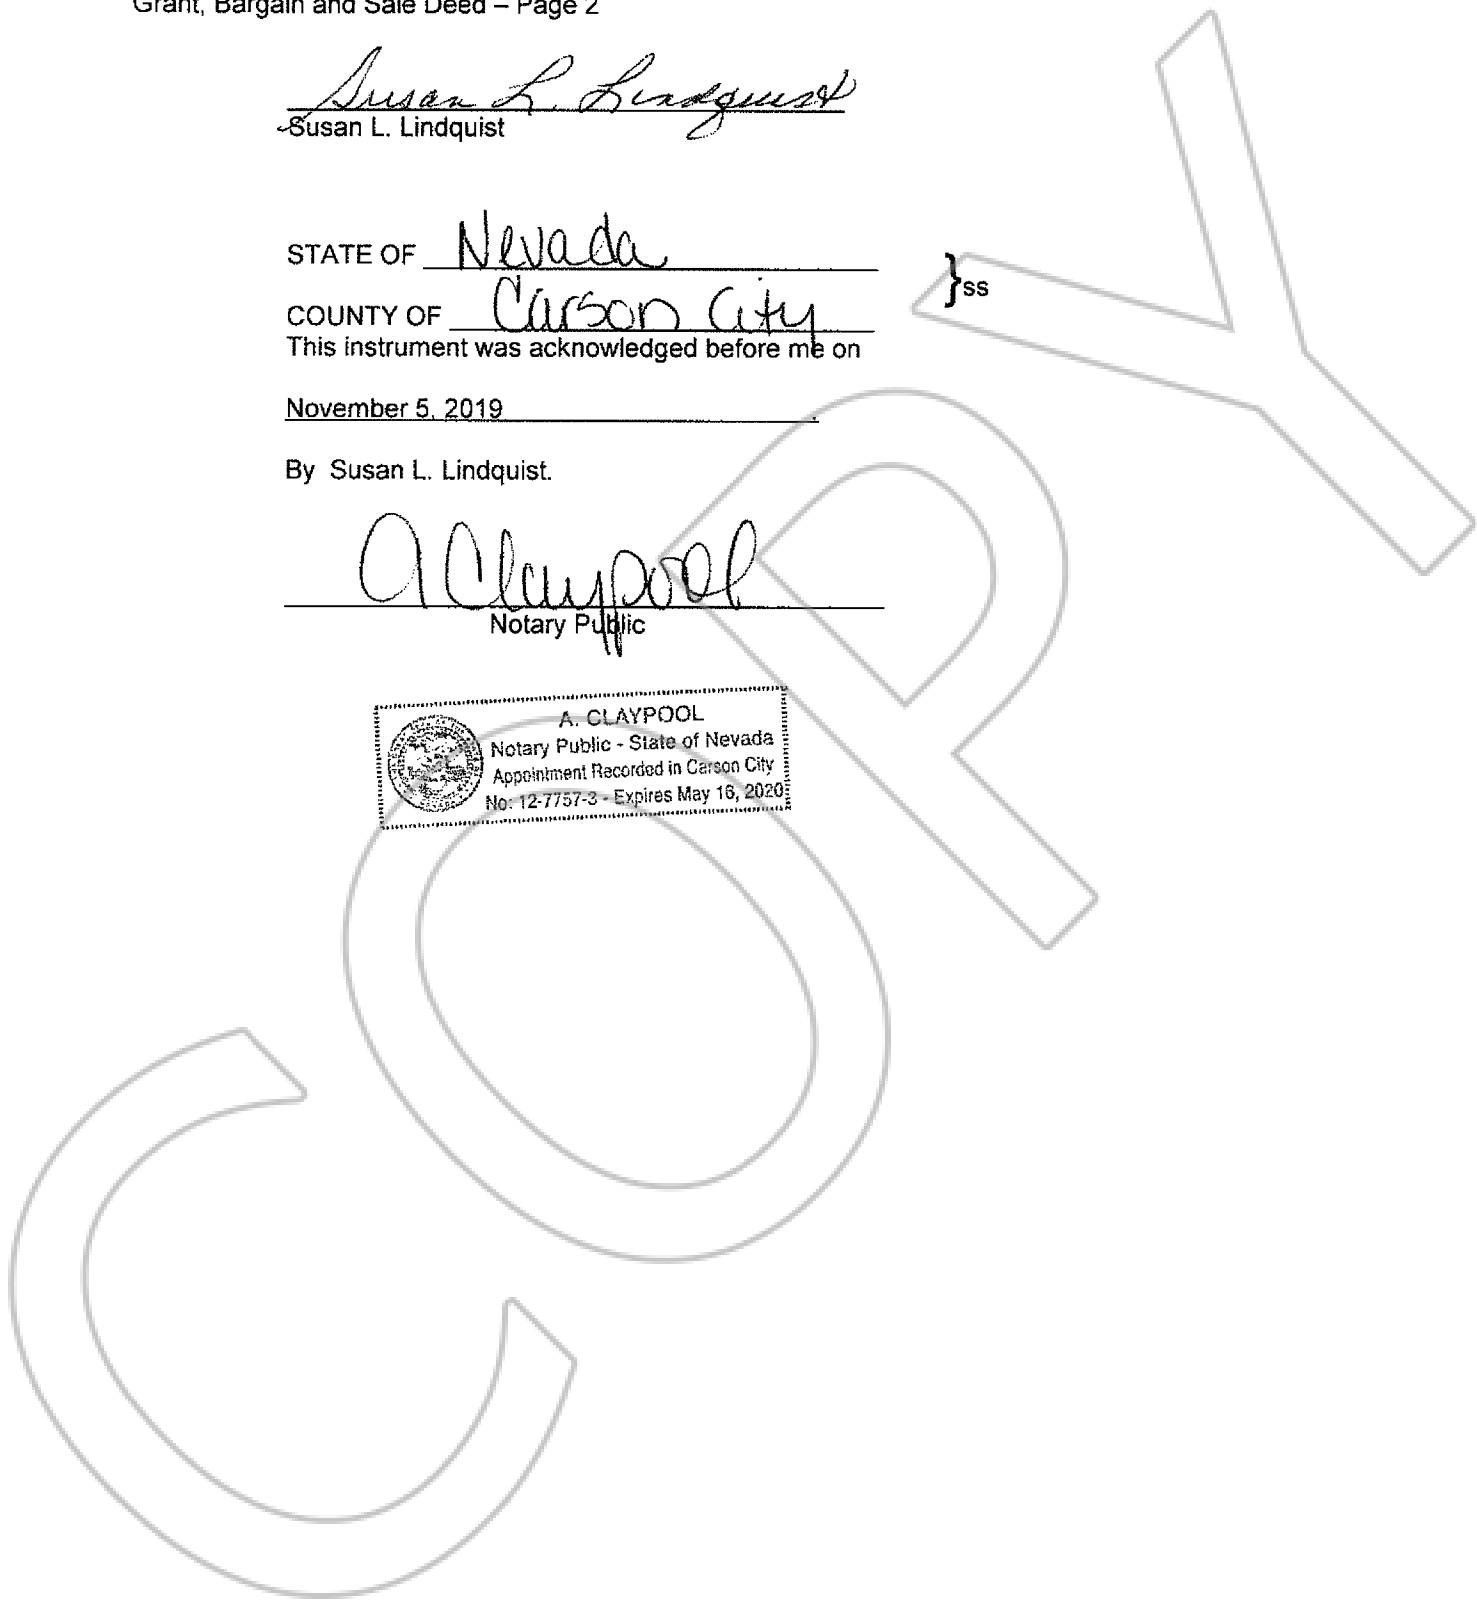 Grant, Bargain and Sale Deed – Page 2
Susan L. Lindquist
Susan L. Lindquist
STATE OF Nevada
}ss
COUNTY OF Carson City
This instrument was acknowledged before me on
November 5, 2019.
By Susan L. Lindquist.
A Claypool
Notary Public
A. CLAYPOOL
Notary Public - State of Nevada
Appointment Recorded in Carson City
No: 12-7757-3 - Expires May 16, 2020
COPY